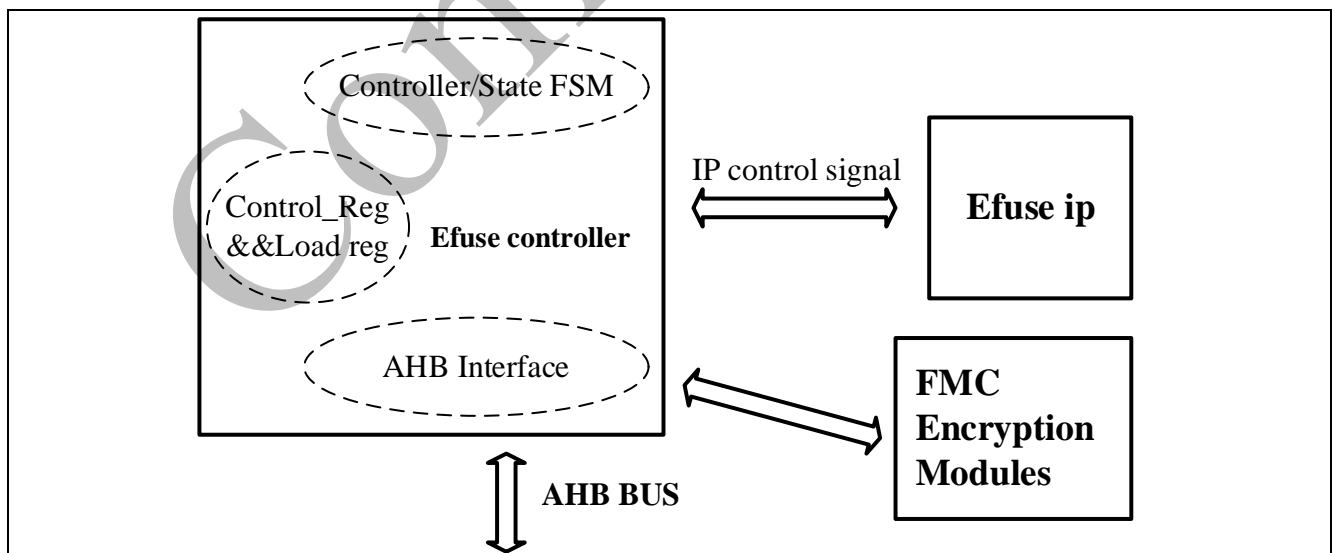 Controller/State FSM
Control_Reg
&&Load reg
Efuse controller
AHB Interface
IP control signal
Efuse ip
FMC
Encryption
Modules
AHB BUS